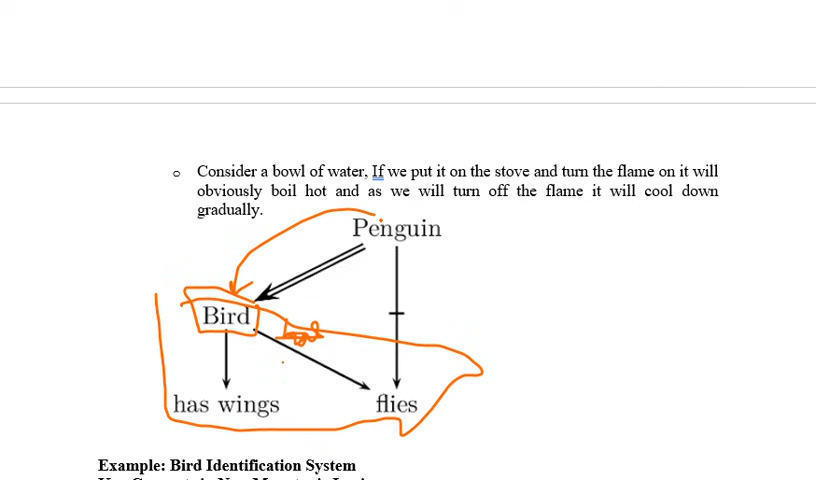 o Consider a bowl of water, If we put it on the stove and turn the flame on it will
obviously boil hot and as we will turn off the flame it will cool down
gradually.
Penguin
Bird
has wings flies
Example: Bird Identification System